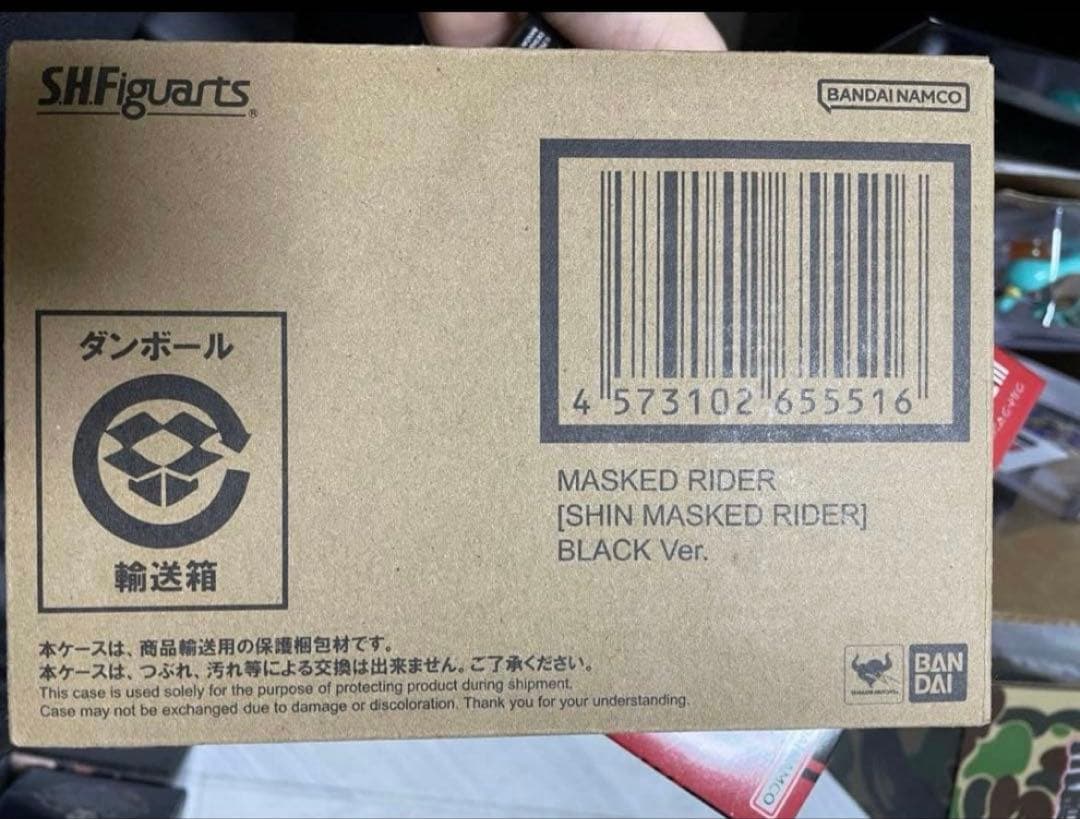 S.H.Figuarts®
BANDAI NAMCO
4 573102 655516
MASKED RIDER
[SHIN MASKED RIDER]
BLACK Ver.
ダンボール
輸送箱
本ケースは、商品輸送用の保護梱包材です。
本ケースは、つぶれ、汚れ等による交換は出来ません。ご了承ください。
This case is used solely for the purpose of protecting product during shipment.
Case may not be exchanged due to damage or discoloration. Thank you for your understanding.
BAN
DAI